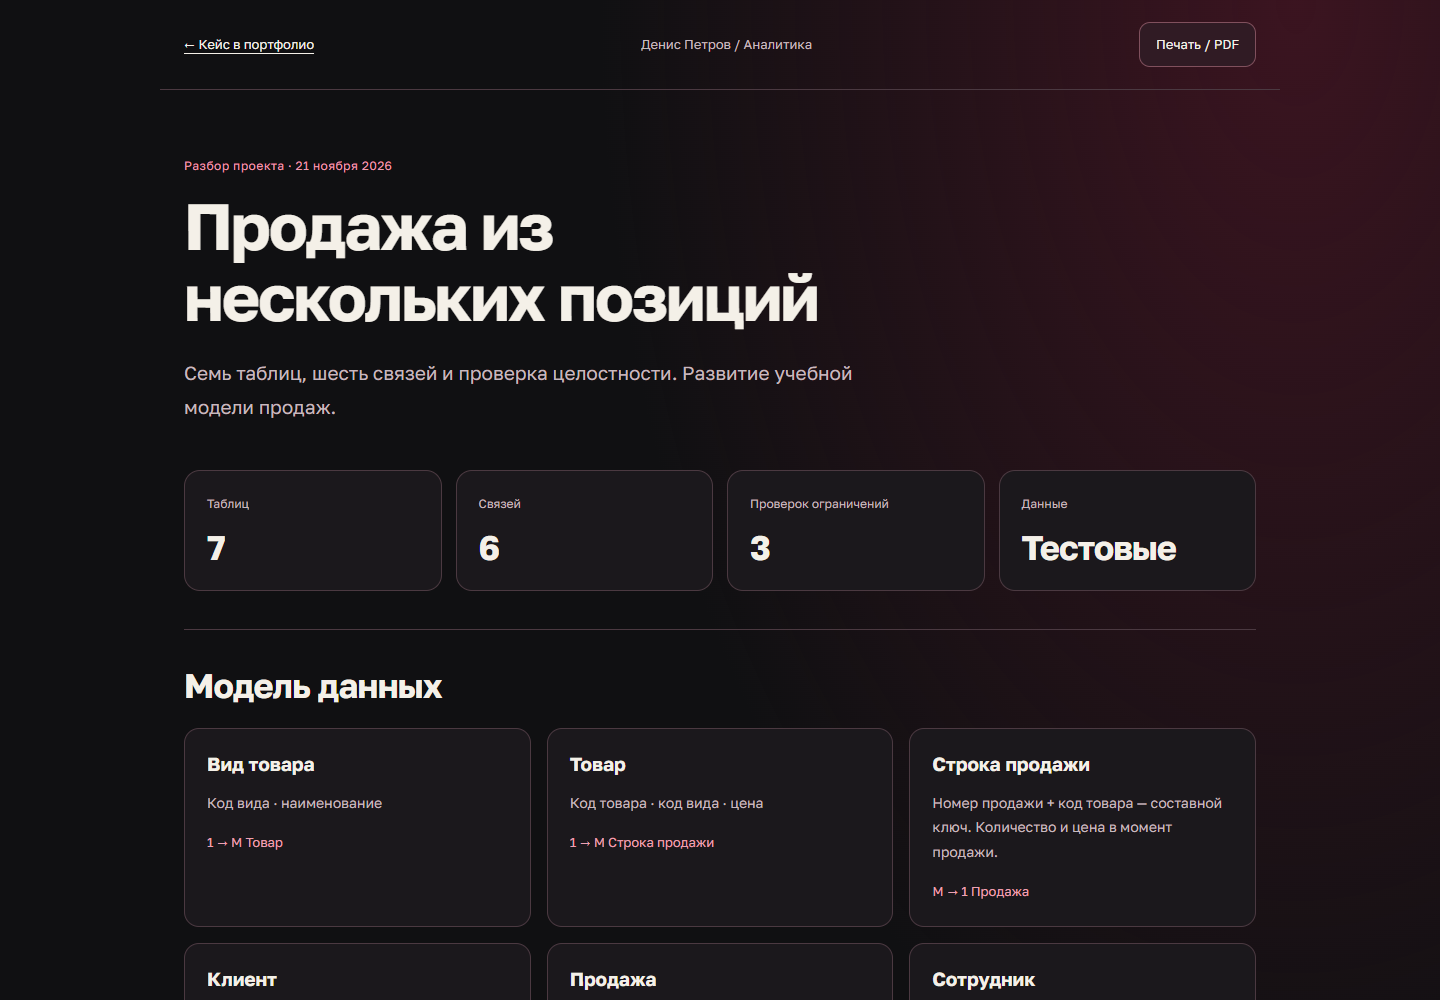 ← Кейс в портфолио
Денис Петров / Аналитика
Печать / PDF
Разбор проекта · 21 ноября 2026
Продажа из
нескольких позиций
Семь таблиц, шесть связей и проверка целостности. Развитие учебной
модели продаж.
Таблиц
7
Связей
6
Проверок ограничений
3
Данные
Тестовые
Модель данных
Вид товара
Код вида · наименование
1 → М Товар
Товар
Код товара · код вида · цена
1 → М Строка продажи
Строка продажи
Номер продажи + код товара — составной
ключ. Количество и цена в момент
продажи.
М → 1 Продажа
Клиент
Продажа
Сотрудник